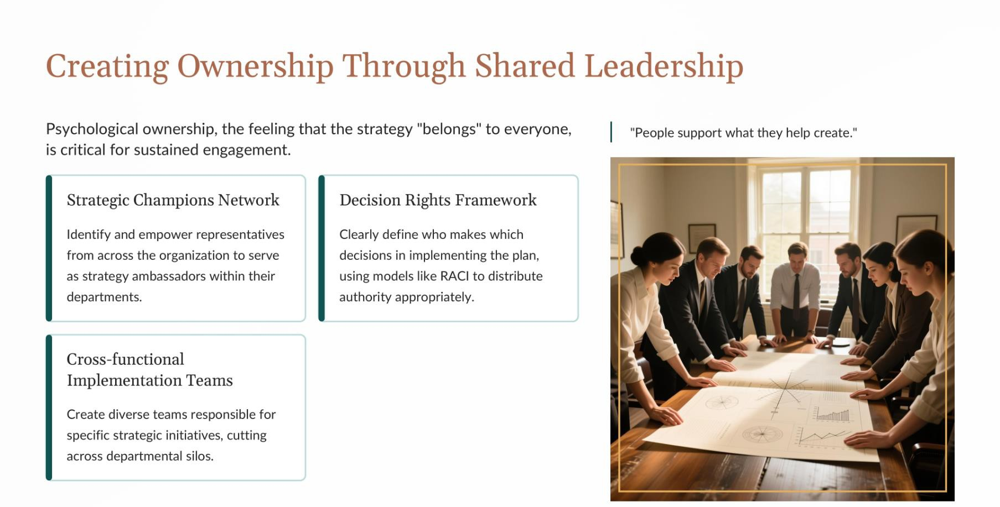 Creating Ownership Through Shared Leadership
Psychological ownership, the feeling that the strategy "belongs" to everyone,
is critical for sustained engagement.
Strategic Champions Network
Identify and empower representatives
from across the organization to serve
as strategy ambassadors within their
departments.
Decision Rights Framework
Clearly define who makes which
decisions in implementing the plan,
using models like RACI to distribute
authority appropriately.
Cross-functional
Implementation Teams
Create diverse teams responsible for
specific strategic initiatives, cutting
across departmental silos.
"People support what they help create."